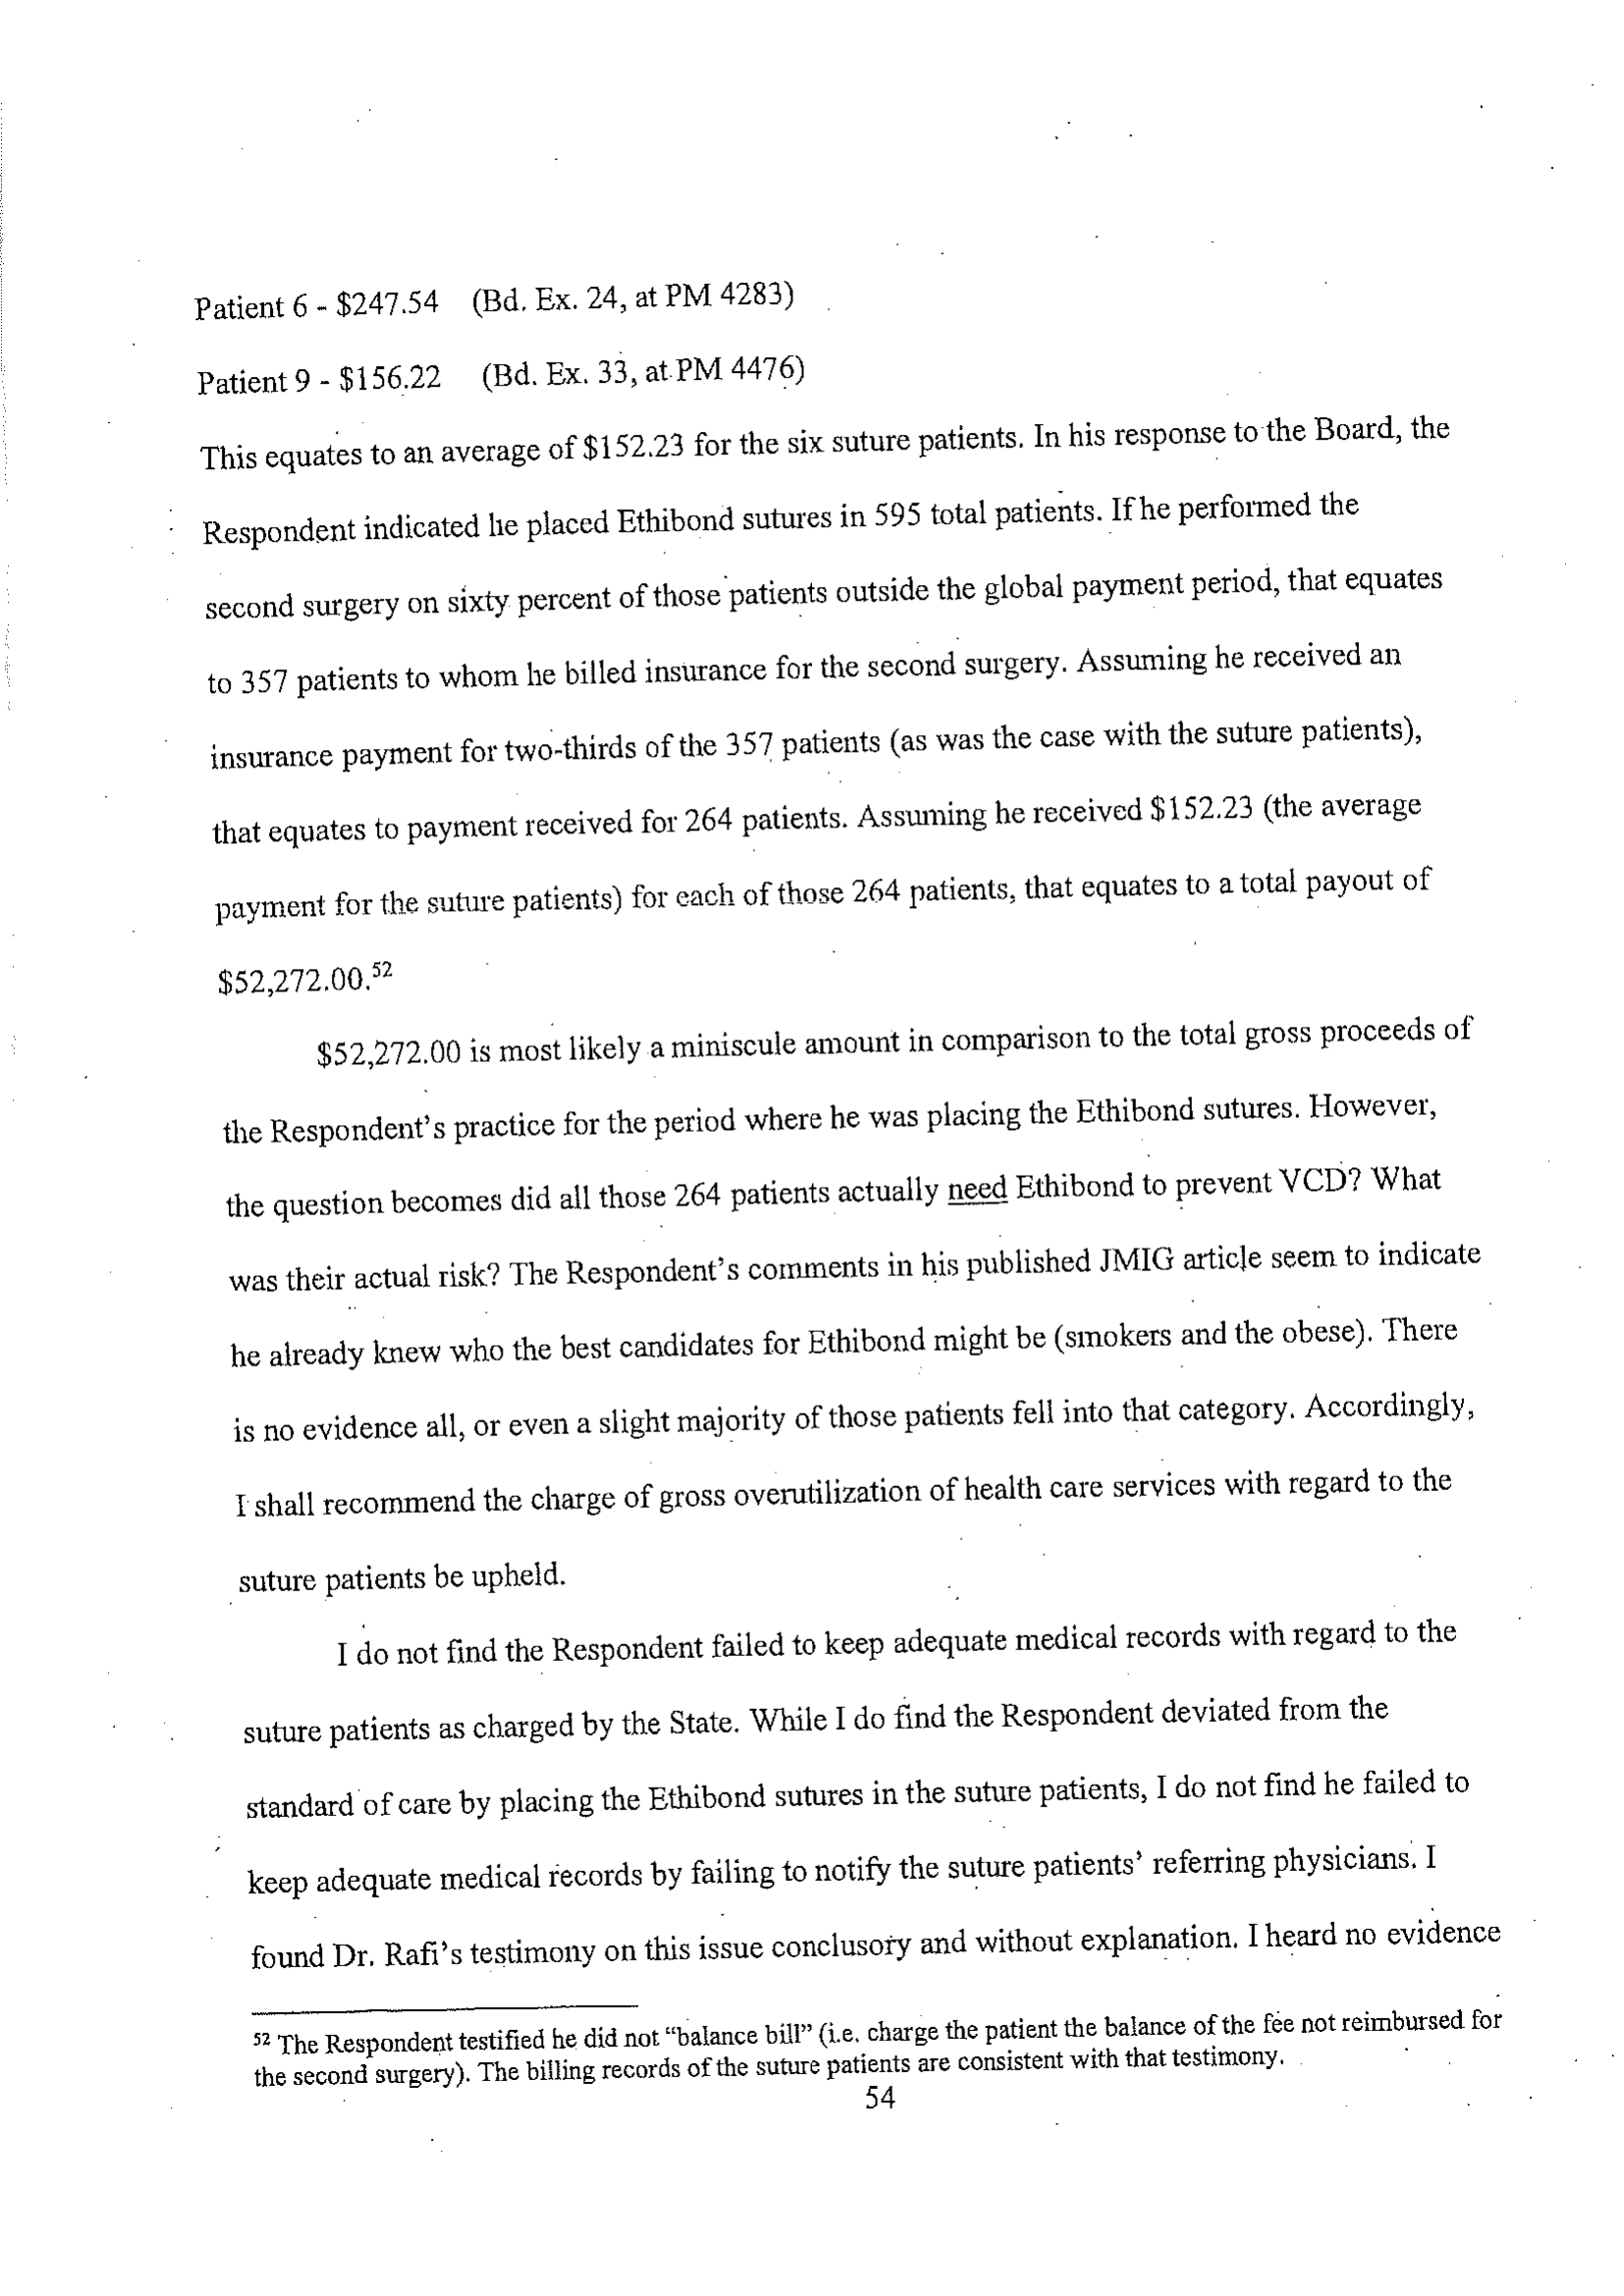 Patient 6 - $247.54 (Bd. Ex. 24, at PM 4283)
Patient 9 - $156.22 (Bd. Ex. 33, at PM 4476)
This equates to an average of $152.23 for the six suture patients. In his response to the Board, the
Respondent indicated he placed Ethibond sutures in 595 total patients. If he performed the
second surgery on sixty percent of those patients outside the global payment period, that equates
to 357 patients to whom he billed insurance for the second surgery. Assuming he received an
insurance payment for two-thirds of the 357 patients (as was the case with the suture patients),
that equates to payment received for 264 patients. Assuming he received $152.23 (the average
payment for the suture patients) for each of those 264 patients, that equates to a total payout of
$52,272.00.52
$52,272.00 is most likely a miniscule amount in comparison to the total gross proceeds of
the Respondent's practice for the period where he was placing the Ethibond sutures. However,
the question becomes did all those 264 patients actually need Ethibond to prevent VCD? What
was their actual risk? The Respondent's comments in his published JMIG article seem to indicate
he already knew who the best candidates for Ethibond might be (smokers and the obese). There
is no evidence all, or even a slight majority of those patients fell into that category. Accordingly,
I shall recommend the charge of gross overutilization of health care services with regard to the
suture patients be upheld.
I do not find the Respondent failed to keep adequate medical records with regard to the
suture patients as charged by the State. While I do find the Respondent deviated from the
standard of care by placing the Ethibond sutures in the suture patients, I do not find he failed to
keep adequate medical records by failing to notify the suture patients' referring physicians. I
found Dr. Rafi's testimony on this issue conclusory and without explanation. I heard no evidence
52 The Respondent testified he did not "balance bill" (i.e. charge the patient the balance of the fee not reimbursed for
the second surgery). The billing records of the suture patients are consistent with that testimony.
54